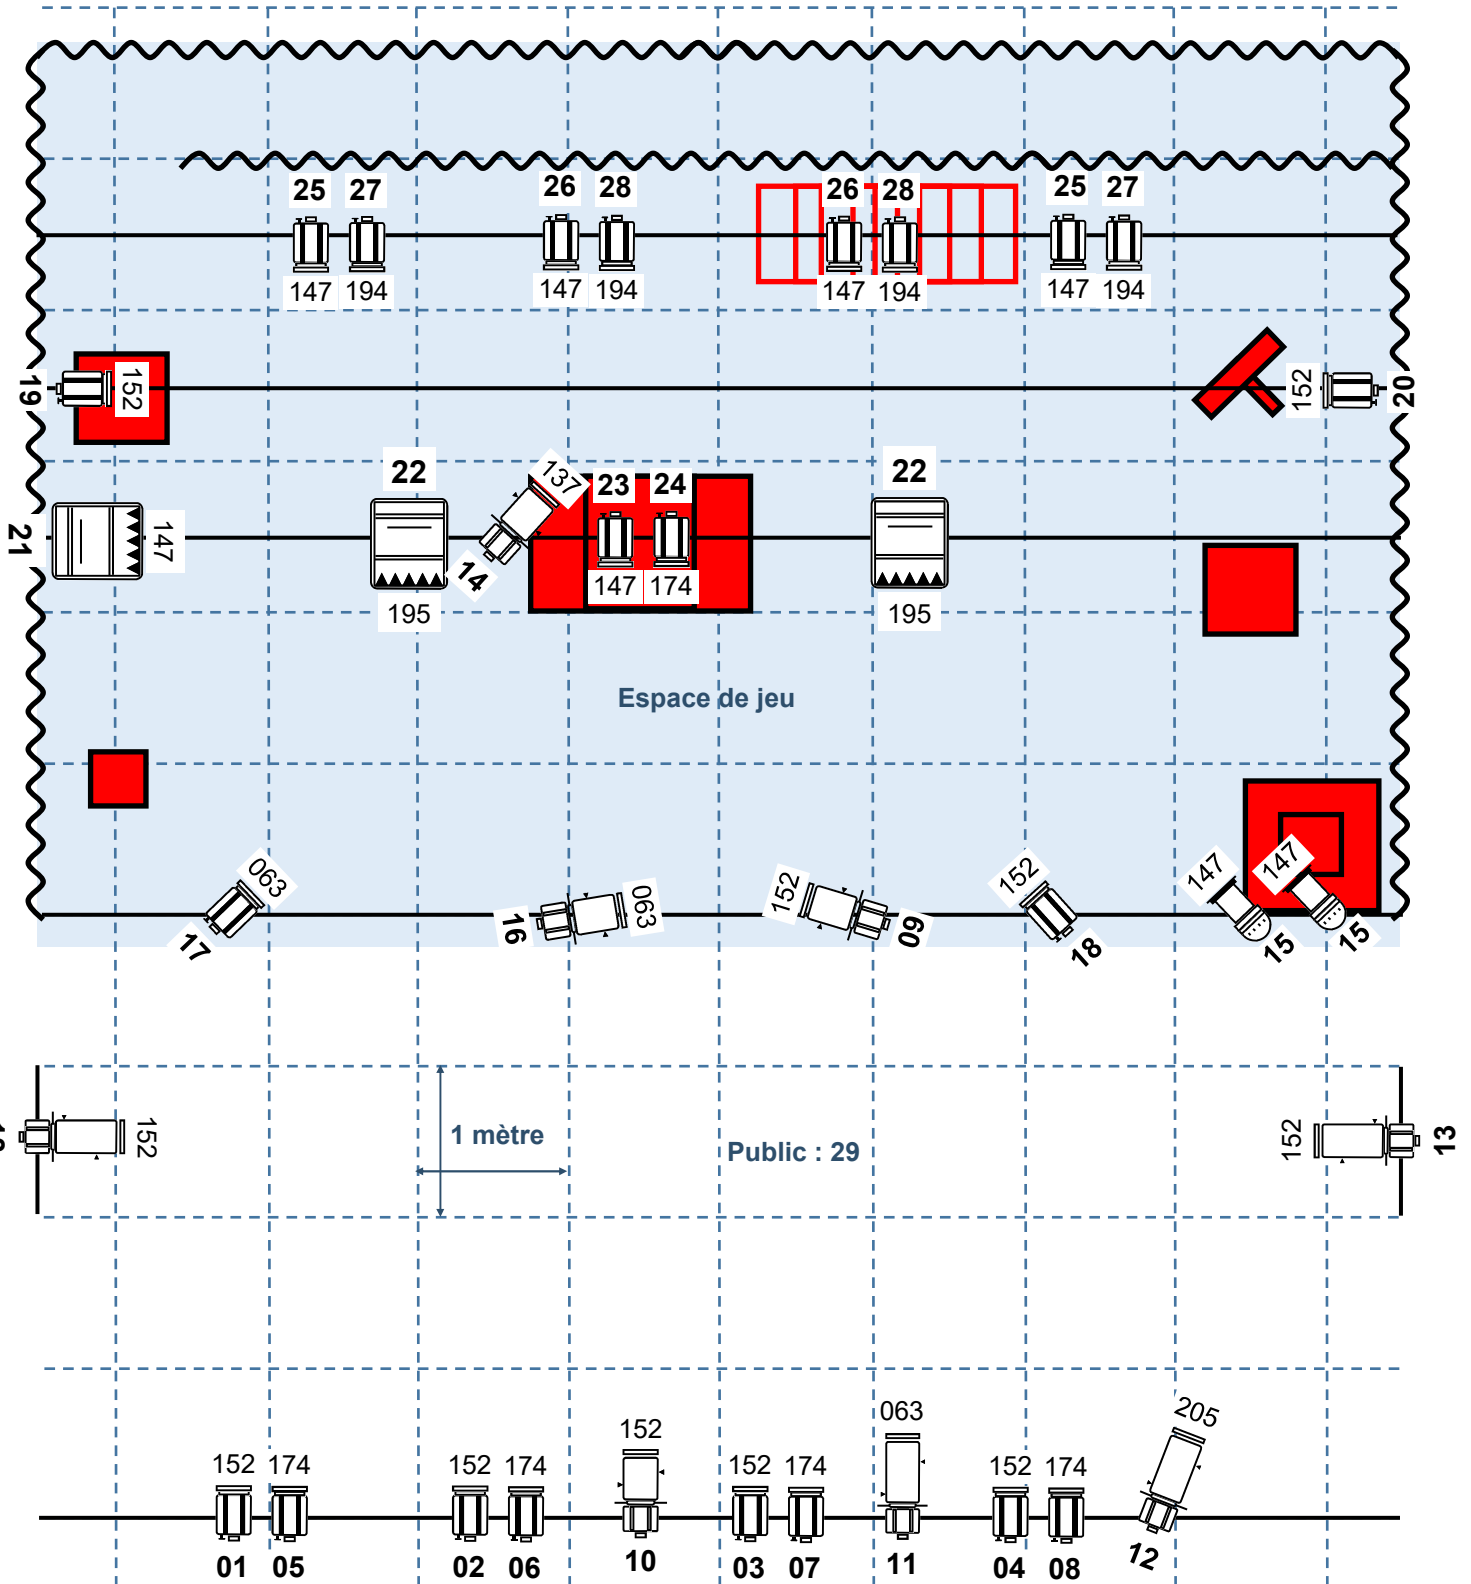 25 27 26 28 26 28 25 27
147 194 147 194 147 194 147 194
19 152 152 20
22 137 23 24 22
21 147 14 147 174
195 195
Espace de jeu
063 063 152 152 147 147
17 16 09 18 15 15
152 1 mètre Public : 29 152 13
152 174 152 174 152 152 174 063 152 174 205
01 05 02 06 10 03 07 11 04 08 12